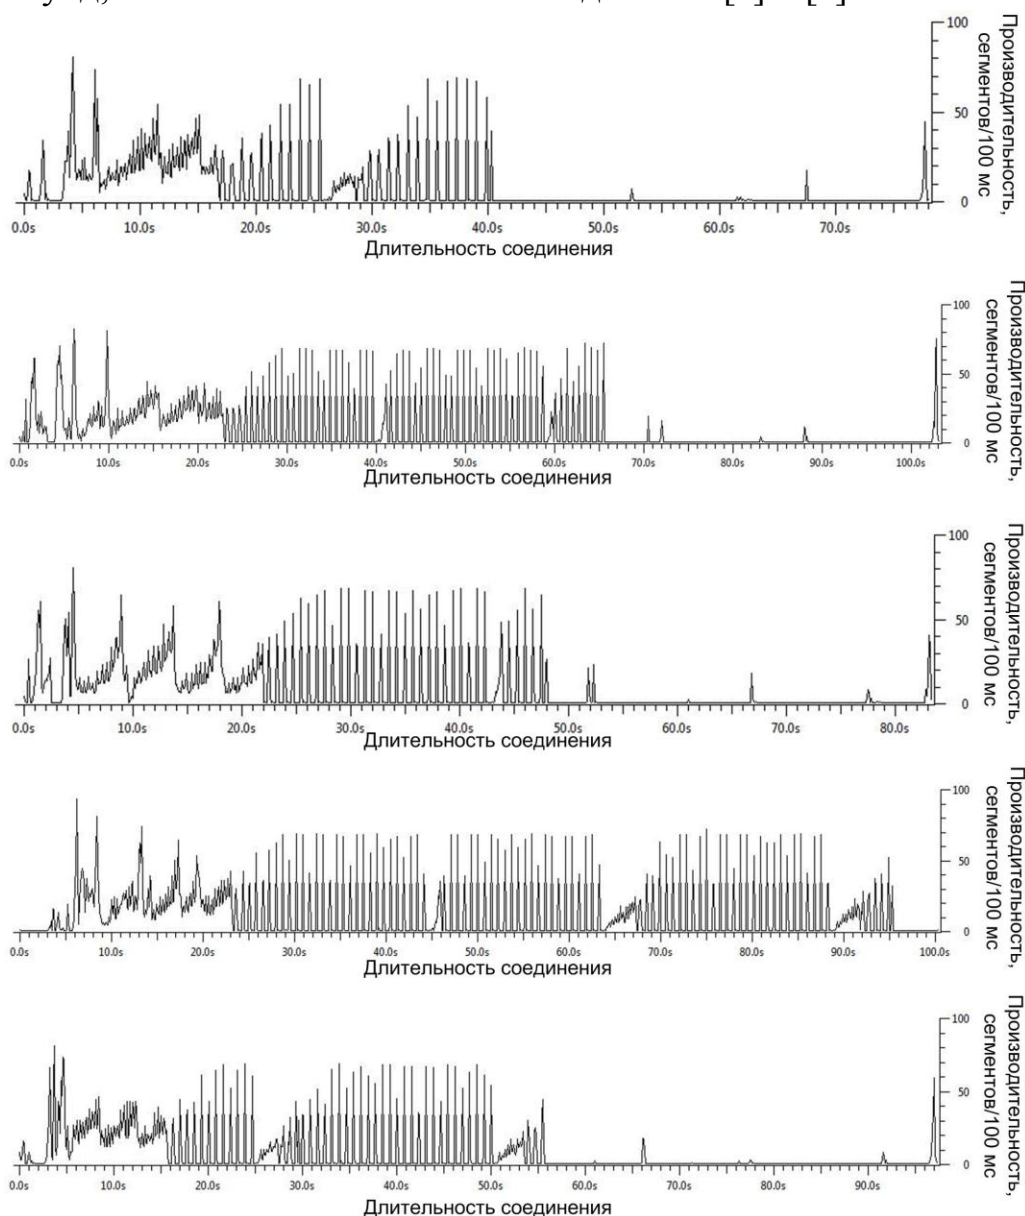 100
50
0
Производительность,
сегментов/100 мс
0.0s 10.0s 20.0s 30.0s 40.0s 50.0s 60.0s 70.0s
Длительность соединения
100
50
0
Производительность,
сегментов/100 мс
0.0s 10.0s 20.0s 30.0s 40.0s 50.0s 60.0s 70.0s 80.0s 90.0s 100.0s
Длительность соединения
100
50
0
Производительность,
сегментов/100 мс
0.0s 10.0s 20.0s 30.0s 40.0s 50.0s 60.0s 70.0s 80.0s
Длительность соединения
100
50
0
Производительность,
сегментов/100 мс
0.0s 10.0s 20.0s 30.0s 40.0s 50.0s 60.0s 70.0s 80.0s 90.0s 100.0s
Длительность соединения
100
50
0
Производительность,
сегментов/100 мс
0.0s 10.0s 20.0s 30.0s 40.0s 50.0s 60.0s 70.0s 80.0s 90.0s
Длительность соединения